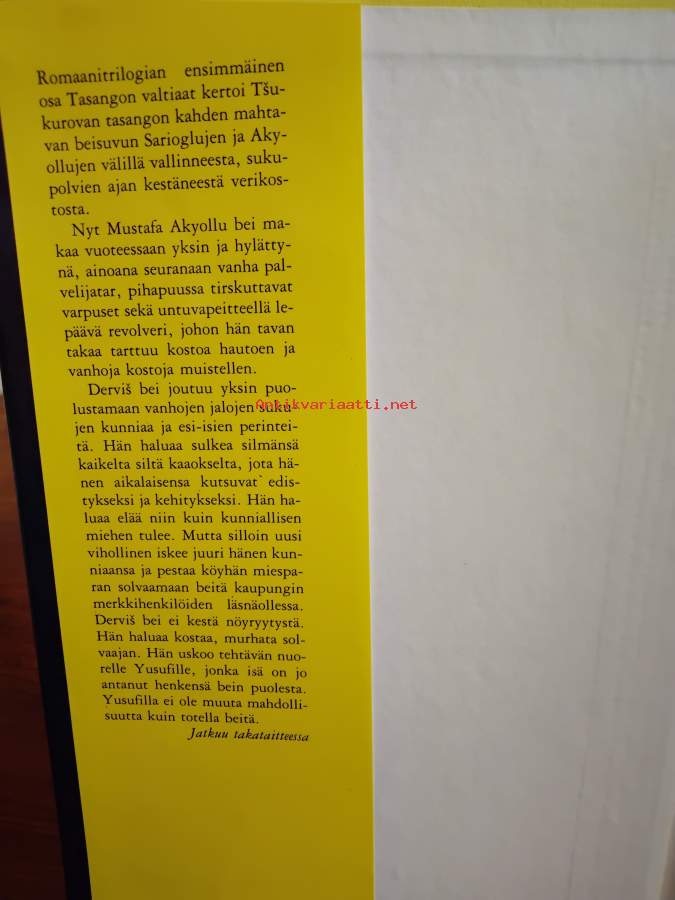 Romaanitrilogian ensimmäinen
osa Tasangon valtiaat kertoi Tšu-
kurovan tasangon kahden mahta-
van beisuvun Sarioglujen ja Aky-
ollujen välillä vallinneesta, suku-
polvien ajan kestäneestä verikos-
tosta.
Nyt Mustafa Akyollu bei ma-
kaa vuoteessaan yksin ja hylätty-
nä, ainoana seuranaan vanha pal-
velijatar, pihapuussa tirskuttavat
varpuset sekä untuvapeitteellä le-
päävä revolveri, johon hän tavan
takaa tarttuu kostoa hautoen ja
vanhoja kostoja muistellen.
Derviš bei joutuu yksin puo-
lustamaan vanhojen jalojen suku-
jen kunniaa ja esi-isien perintei-
tä. Hän haluaa sulkea silmänsä
kaikelta siltä kaaokselta, jota hä-
nen aikalaisensa kutsuvat edis-
tykseksi ja kehitykseksi. Hän ha-
luaa elää niin kuin kunniallisen
miehen tulee. Mutta silloin uusi
vihollinen iskee juuri hänen kun-
niaansa ja pestaa köyhän miespa-
ran solvaamaan beitä kaupungin
merkkihenkilöiden läsnäollessa.
Derviš bei ei kestä nöyryytystä.
Hän haluaa kostaa, murhata sol-
vaajan. Hän uskoo tehtävän nuo-
relle Yusufille, jonka isä on jo
antanut henkensä bein puolesta.
Yusufilla ei ole muuta mahdolli-
suutta kuin totella beitä.
Jatkuu takataitteessa
Antikvariaatti.net